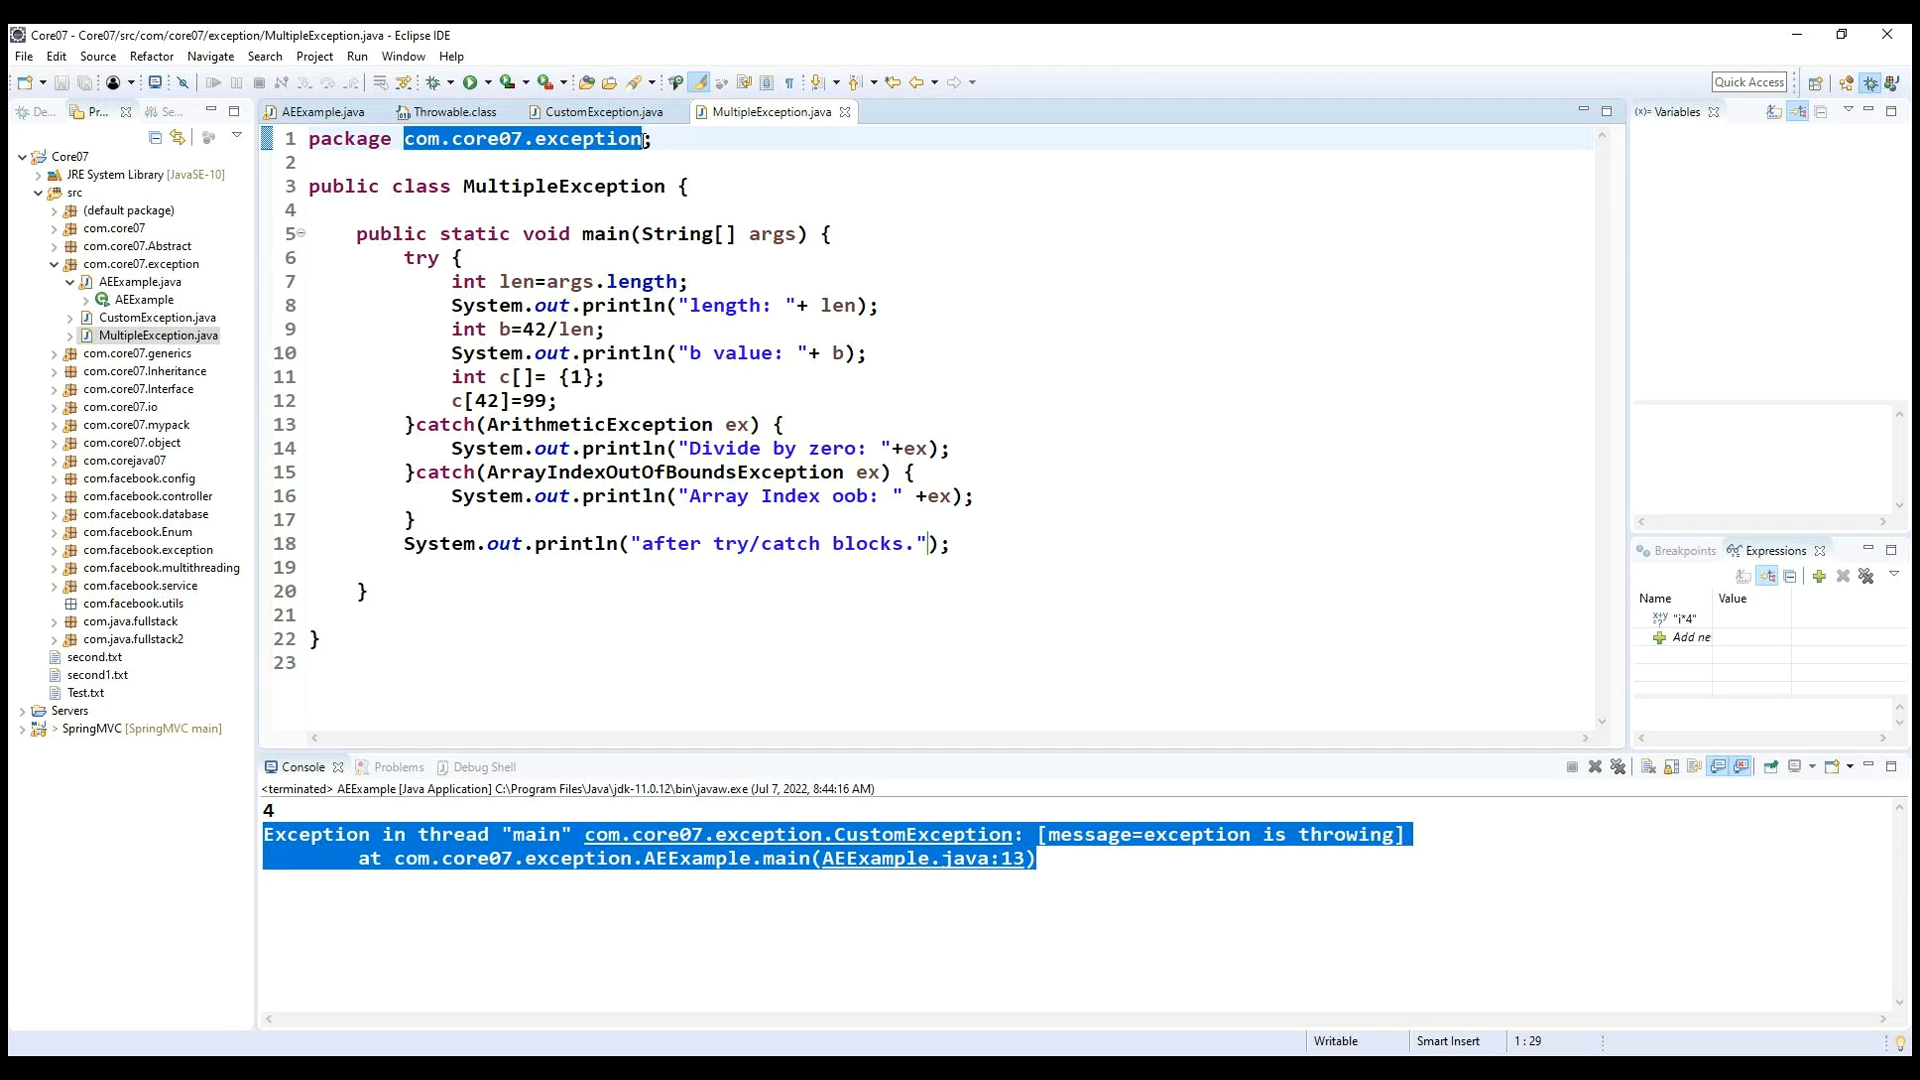 Core07 - Core07/src/com/core07/exception/MultipleException.java - Eclipse IDE
File Edit Source Refactor Navigate Search Project Run Window Help
Quick Access
De... Pr... Se...
AEExample.java Throwable.class CustomException.java MultipleException.java
Variables
Core07
JRE System Library [JavaSE-10]
src
(default package)
com.core07
com.core07.Abstract
com.core07.exception
AEExample.java
AEExample
CustomException.java
MultipleException.java
com.core07.generics
com.core07.Inheritance
com.core07.Interface
com.core07.io
com.core07.mypack
com.core07.object
com.corejava07
com.facebook.config
com.facebook.controller
com.facebook.database
com.facebook.Enum
com.facebook.exception
com.facebook.multithreading
com.facebook.service
com.facebook.utils
com.java.fullstack
com.java.fullstack2
second.txt
second1.txt
Test.txt
Servers
> SpringMVC [SpringMVC main]
1 package com.core07.exception;
2
3 public class MultipleException {
4
5 public static void main(String[] args) {
6 try {
7 int len=args.length;
8 System.out.println("length: "+ len);
9 int b=42/len;
10 System.out.println("b value: "+ b);
11 int c[]= {1};
12 c[42]=99;
13 }catch(ArithmeticException ex) {
14 System.out.println("Divide by zero: "+ex);
15 }catch(ArrayIndexOutOfBoundsException ex) {
16 System.out.println("Array Index oob: " +ex);
17 }
18 System.out.println("after try/catch blocks.");
19
20 }
21
22 }
23
Breakpoints Expressions
Name Value
"i*4"
Add ne
Console Problems Debug Shell
<terminated> AEExample [Java Application] C:\Program Files\Java\jdk-11.0.12\bin\javaw.exe (Jul 7, 2022, 8:44:16 AM)
4
Exception in thread "main" com.core07.exception.CustomException: [message=exception is throwing]
at com.core07.exception.AEExample.main(AEExample.java:13)
Writable Smart Insert 1 : 29